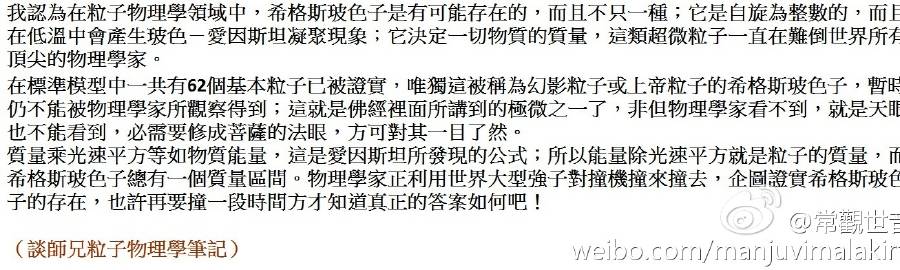 我認為在粒子物理學領域中，希格斯玻色子是有可能存在的，而且不只一種；它是自旋為整數的，而且
在低溫中會產生玻色－愛因斯坦凝聚現象；它決定一切物質的質量，這類超微粒子一直在難倒世界所有
頂尖的物理學家。
在標準模型中一共有62個基本粒子已被證實，唯獨這被稱為幻影粒子或上帝粒子的希格斯玻色子，暫時
仍不能被物理學家所觀察得到；這就是佛經裡面所講到的極微之一了，非但物理學家看不到，就是天眼
也不能看到，必需要修成菩薩的法眼，方可對其一目了然。
質量乘光速平方等如物質能量，這是愛因斯坦所發現的公式；所以能量除光速平方就是粒子的質量，而
希格斯玻色子總有一個質量區間。物理學家正利用世界大型強子對撞機撞來撞去，企圖證實希格斯玻色
子的存在，也許再要撞一段時間方才知道真正的答案如何吧！
（談師兄粒子物理學筆記）
@常觀世音
weibo.com/manjuvimalakir